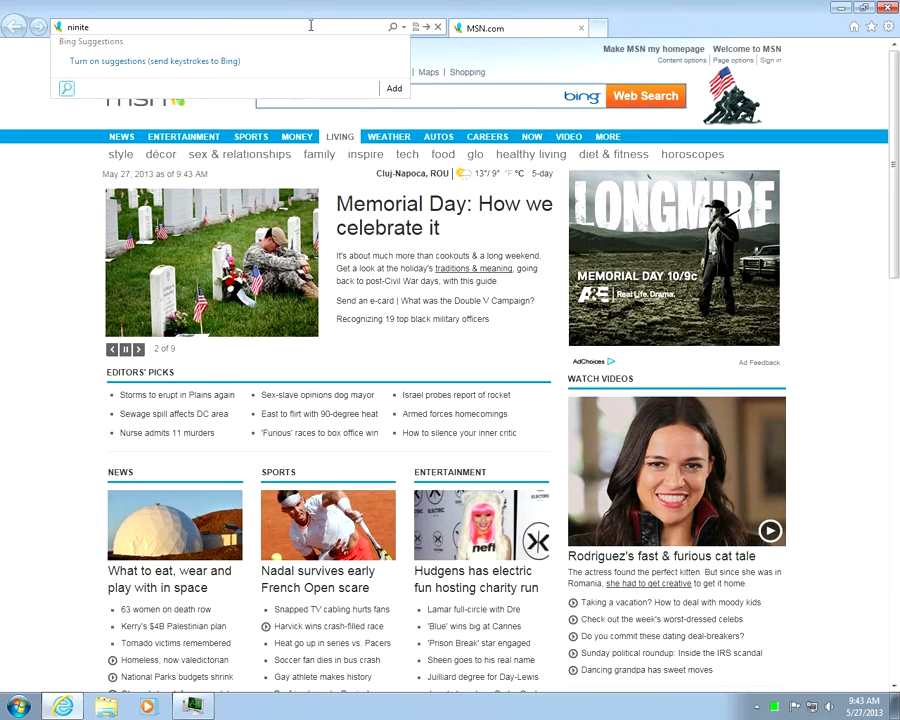 ninite
MSN.com
Bing Suggestions
Turn on suggestions (send keystrokes to Bing)
Add
Make MSN my homepage Welcome to MSN
Content options Page options Sign in
Maps | Shopping
msn
bing Web Search
NEWS ENTERTAINMENT SPORTS MONEY LIVING WEATHER AUTOS CAREERS NOW VIDEO MORE
style décor sex & relationships family inspire tech food glo healthy living diet & fitness horoscopes
May 27, 2013 as of 9:43 AM
Cluj-Napoca, ROU 13°/ 9° °F °C 5-day
Memorial Day: How we
celebrate it
It's about much more than cookouts & a long weekend.
Get a look at the holiday's traditions & meaning, going
back to post-Civil War days, with this guide.
Send an e-card | What was the Double V Campaign?
Recognizing 19 top black military officers
2 of 9
LONGMIRE
MEMORIAL DAY 10/9c
A&E Real Life. Drama.
AdChoices
Ad Feedback
EDITORS' PICKS
Storms to erupt in Plains again
Sewage spill affects DC area
Nurse admits 11 murders
Sex-slave opinions dog mayor
East to flirt with 90-degree heat
'Furious' races to box office win
Israel probes report of rocket
Armed forces homecomings
How to silence your inner critic
WATCH VIDEOS
Rodriguez's fast & furious cat tale
The actress found the perfect kitten. But since she was in
Romania, she had to get creative to get it home.
Taking a vacation? How to deal with moody kids
Check out the week's worst-dressed celebs
Do you commit these dating deal-breakers?
Sunday political roundup: Inside the IRS scandal
Dancing grandpa has sweet moves
NEWS
What to eat, wear and
play with in space
63 women on death row
Kerry's $4B Palestinian plan
Tornado victims remembered
Homeless, now valedictorian
National Parks budgets shrink
SPORTS
Nadal survives early
French Open scare
Snapped TV cabling hurts fans
Harvick wins crash-filled race
Heat go up in series vs. Pacers
Soccer fan dies in bus crash
Gay athlete makes history
ENTERTAINMENT
ELECTRIC
neff
Hudgens has electric
fun hosting charity run
Lamar full-circle with Dre
'Blue' wins big at Cannes
'Prison Break' star engaged
Sheen goes to his real name
Juilliard degree for Day-Lewis
9:43 AM
5/27/2013